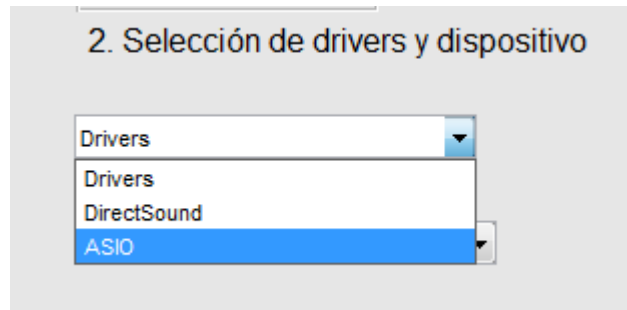 2. Selección de drivers y dispositivo
Drivers
Drivers
DirectSound
ASIO